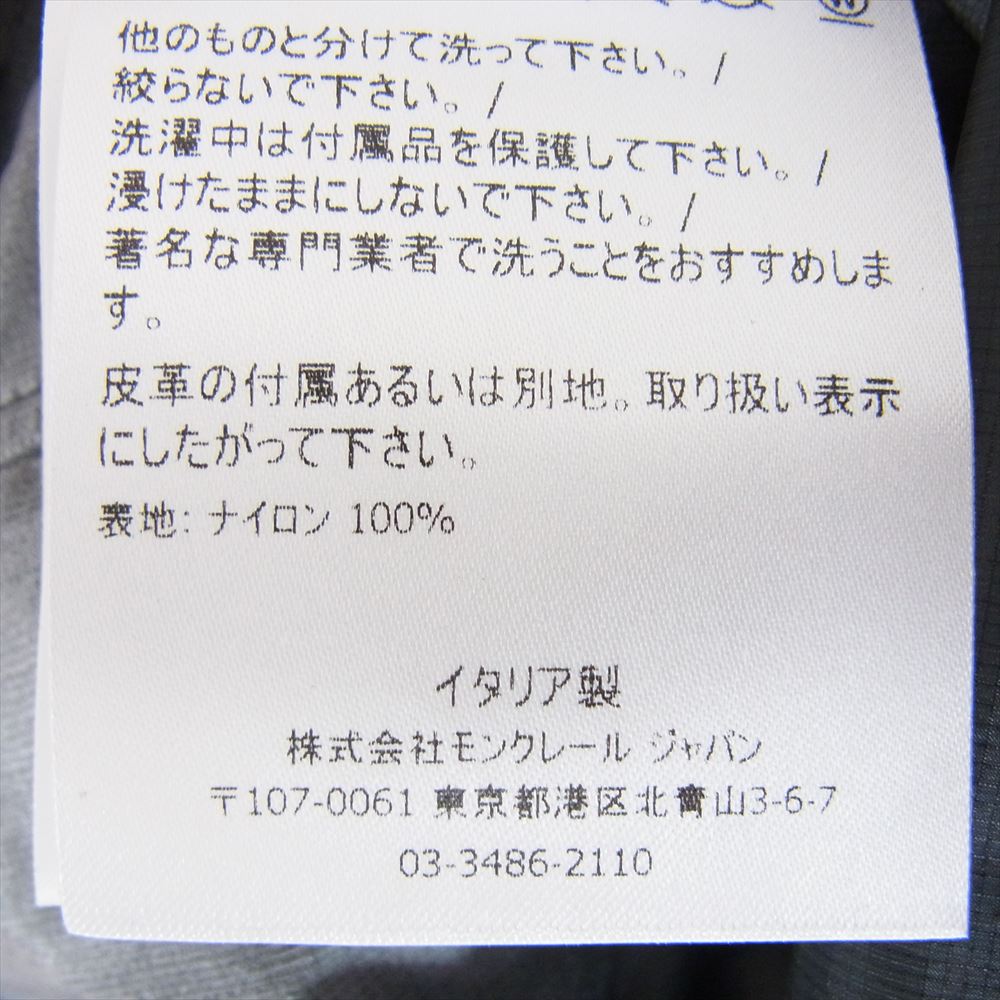 他のものと分けて洗って下さい。/
絞らないで下さい。/
洗濯中は付属品を保護して下さい。/
浸けたままにしないで下さい。/
著名な専門業者で洗うことをおすすめしま
す。
皮革の付属あるいは別地。取り扱い表示
にしたがって下さい。
表地: ナイロン 100%
イタリア製
株式会社モンクレール ジャパン
〒107-0061 東京都港区北青山3-6-7
03-3486-2110